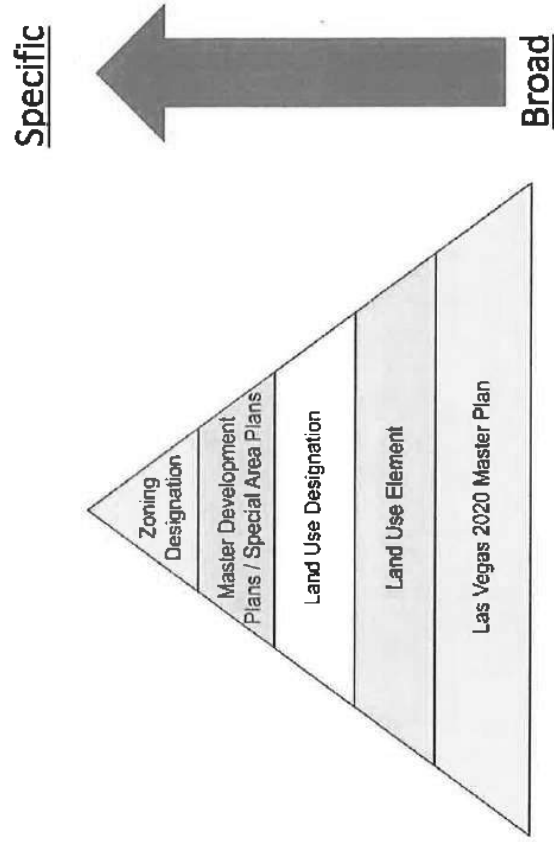 Specific
Zoning
Designation
Master Development
Plans / Special Area Plans
Land Use Designation
Land Use Element
Las Vegas 2020 Master Plan
Broad